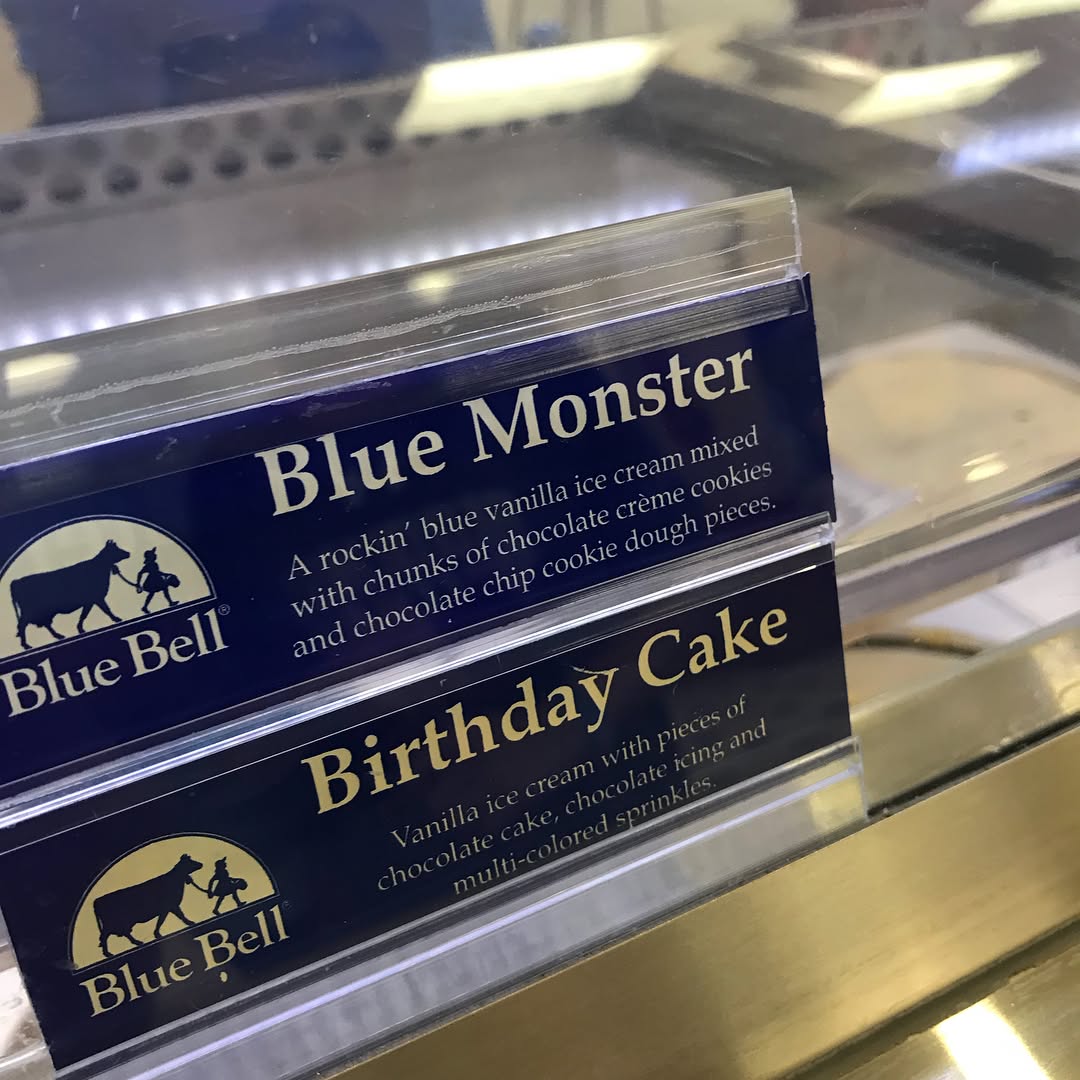 Blue Monster
A rockin' blue vanilla ice cream mixed
with chunks of chocolate crème cookies
and chocolate chip cookie dough pieces.
Blue Bell®
Birthday Cake
Vanilla ice cream with pieces of
chocolate cake, chocolate icing and
multi-colored sprinkles.
Blue Bell®